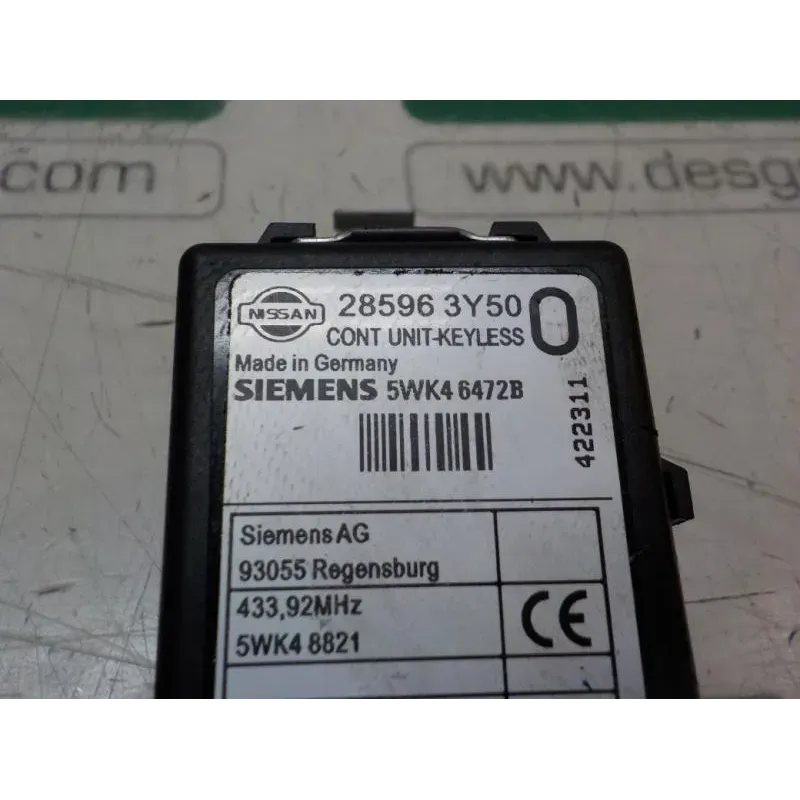 .com
www.desg
NISSAN
28596 3Y500
CONT UNIT-KEYLESS
Made in Germany
SIEMENS 5WK4 6472B
422311
Siemens AG
93055 Regensburg
433,92MHz
5WK4 8821
CE